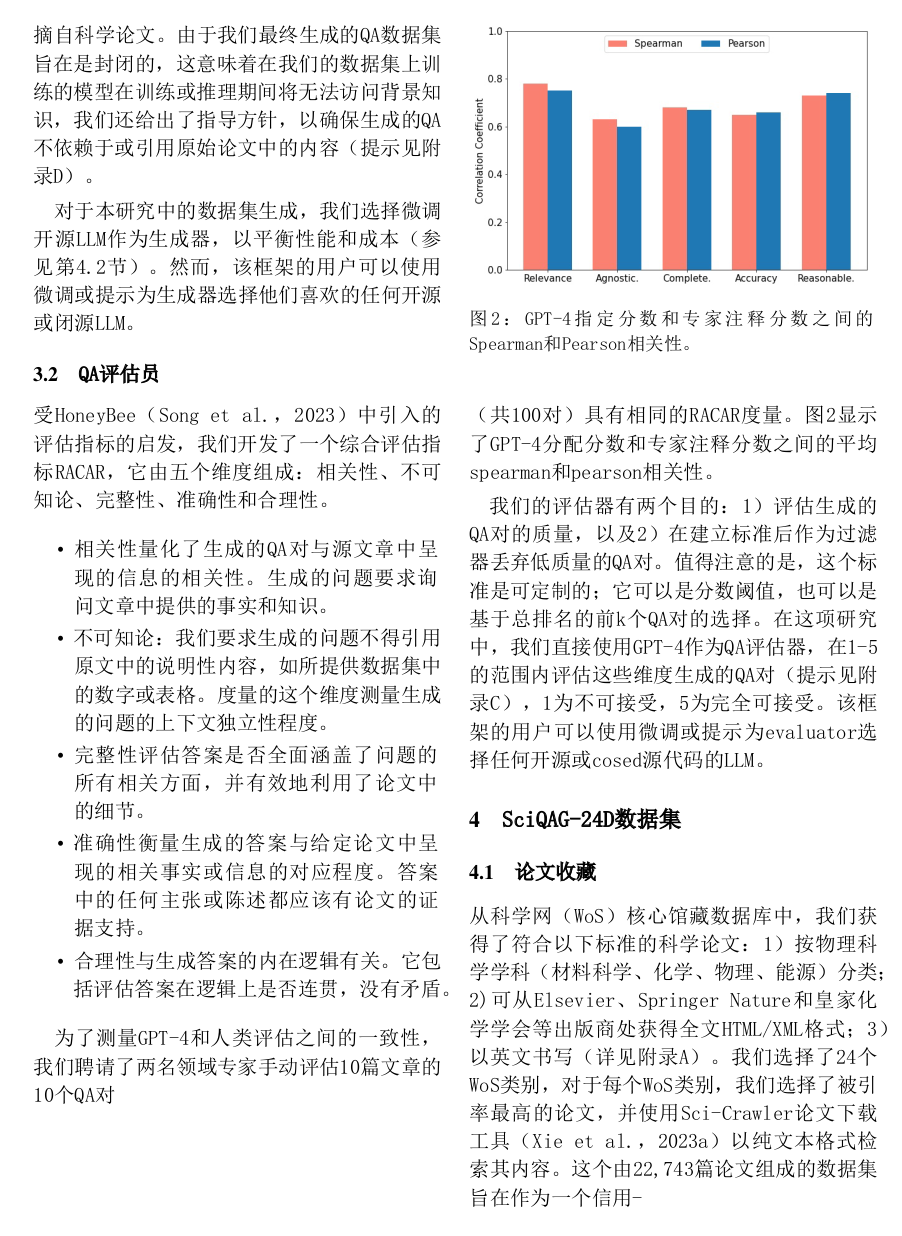 摘自科学论文。由于我们最终生成的QA数据集
旨在是封闭的，这意味着在我们的数据集上训
练的模型在训练或推理期间将无法访问背景知
识，我们还给出了指导方针，以确保生成的QA
不依赖于或引用原始论文中的内容（提示见附
录D）。
对于本研究中的数据集生成，我们选择微调
开源LLM作为生成器，以平衡性能和成本（参
见第4.2节）。然而，该框架的用户可以使用
微调或提示为生成器选择他们喜欢的任何开源
或闭源LLM。
3.2 QA评估员
受HoneyBee（Song et al.，2023）中引入的
评估指标的启发，我们开发了一个综合评估指
标RACAR，它由五个维度组成：相关性、不可
知论、完整性、准确性和合理性。
• 相关性量化了生成的QA对与源文章中呈
现的信息的相关性。生成的问题要求询
问文章中提供的事实和知识。
• 不可知论：我们要求生成的问题不得引用
原文中的说明性内容，如所提供数据集中
的数字或表格。度量的这个维度测量生成
的问题的上下文独立性程度。
• 完整性评估答案是否全面涵盖了问题的
所有相关方面，并有效地利用了论文中
的细节。
• 准确性衡量生成的答案与给定论文中呈
现的相关事实或信息的对应程度。答案
中的任何主张或陈述都应该有论文的证
据支持。
• 合理性与生成答案的内在逻辑有关。它包
括评估答案在逻辑上是否连贯，没有矛盾。
为了测量GPT-4和人类评估之间的一致性，
我们聘请了两名领域专家手动评估10篇文章的
10个QA对
Correlation Coefficient
1.0
0.8
0.6
0.4
0.2
0.0
Spearman Pearson
Relevance Agnostic. Complete. Accuracy Reasonable.
图2：GPT-4指定分数和专家注释分数之间的
Spearman和Pearson相关性。
（共100对）具有相同的RACAR度量。图2显示
了GPT-4分配分数和专家注释分数之间的平均
spearman和pearson相关性。
我们的评估器有两个目的：1）评估生成的
QA对的质量，以及2）在建立标准后作为过滤
器丢弃低质量的QA对。值得注意的是，这个标
准是可定制的；它可以是分数阈值，也可以是
基于总排名的前k个QA对的选择。在这项研究
中，我们直接使用GPT-4作为QA评估器，在1-5
的范围内评估这些维度生成的QA对（提示见附
录C），1为不可接受，5为完全可接受。该框
架的用户可以使用微调或提示为evaluator选
择任何开源或cosed源代码的LLM。
4 SciQAG-24D数据集
4.1 论文收藏
从科学网（WoS）核心馆藏数据库中，我们获
得了符合以下标准的科学论文：1）按物理科
学学科（材料科学、化学、物理、能源）分类；
2)可从Elsevier、Springer Nature和皇家化
学学会等出版商处获得全文HTML/XML格式；3）
以英文书写（详见附录A）。我们选择了24个
WoS类别，对于每个WoS类别，我们选择了被引
率最高的论文，并使用Sci-Crawler论文下载
工具（Xie et al.，2023a）以纯文本格式检
索其内容。这个由22,743篇论文组成的数据集
旨在作为一个信用-